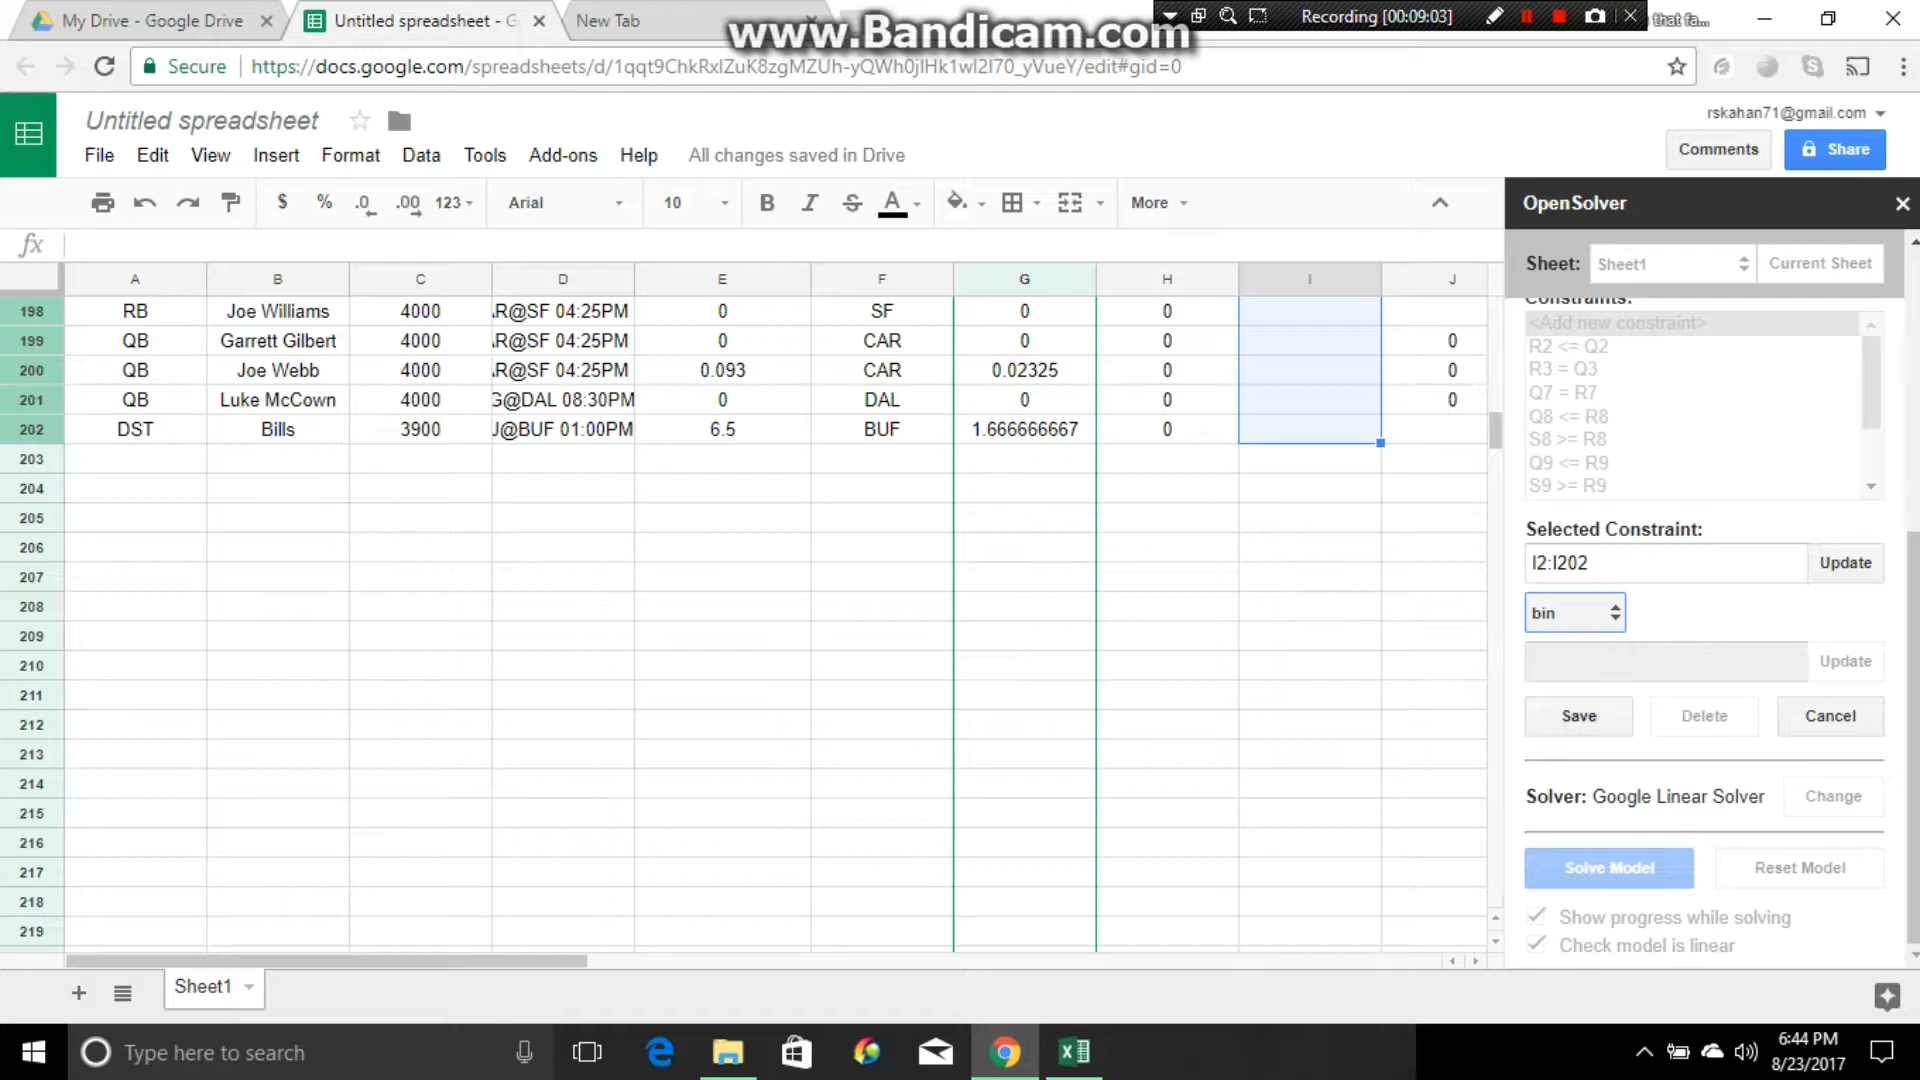 My Drive - Google Drive
Untitled spreadsheet - G
New Tab
www.Bandicam.com
Recording [00:09:03]
that fa...
Secure
https://docs.google.com/spreadsheets/d/1qqt9ChkRxIZuK8zgMZUh-yQWh0jIHk1wI2I70_yVueY/edit#gid=0
Untitled spreadsheet
rskahan71@gmail.com
File Edit View Insert Format Data Tools Add-ons Help All changes saved in Drive
Comments
Share
$ % .0 .00 123 Arial 10 B I S A More
OpenSolver
fx
Sheet: Sheet1 Current Sheet
A B C D E F G H I J
198 RB Joe Williams 4000 R@SF 04:25PM 0 SF 0 0
199 QB Garrett Gilbert 4000 R@SF 04:25PM 0 CAR 0 0 0
200 QB Joe Webb 4000 R@SF 04:25PM 0.093 CAR 0.02325 0 0
201 QB Luke McCown 4000 G@DAL 08:30PM 0 DAL 0 0 0
202 DST Bills 3900 J@BUF 01:00PM 6.5 BUF 1.666666667 0
203
204
205
206
207
208
209
210
211
212
213
214
215
216
217
218
219
Constraints:
<Add new constraint>
R2 <= Q2
R3 = Q3
Q7 = R7
Q8 <= R8
S8 >= R8
Q9 <= R9
S9 >= R9
Selected Constraint:
I2:I202 Update
bin
Update
Save Delete Cancel
Solver: Google Linear Solver Change
Solve Model Reset Model
Show progress while solving
Check model is linear
Sheet1
Type here to search
6:44 PM
8/23/2017